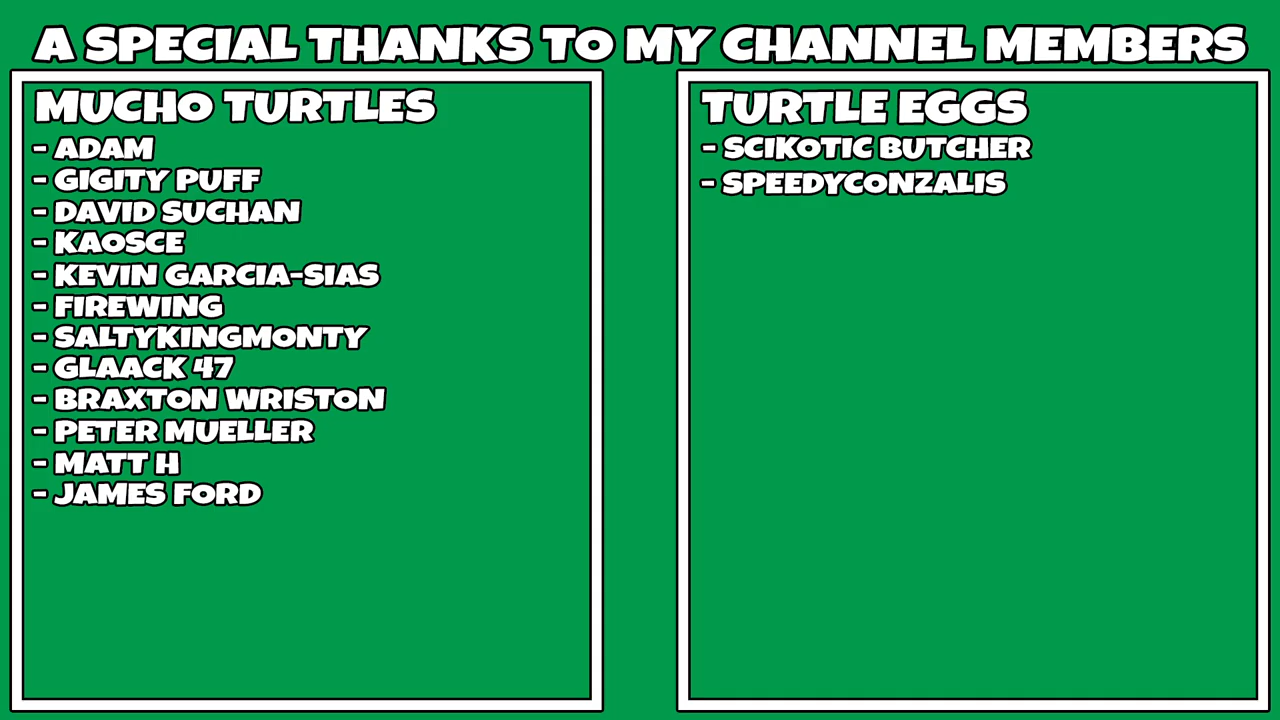 A SPECIAL THANKS TO MY CHANNEL MEMBERS
MUCHO TURTLES
- ADAM
- GIGITY PUFF
- DAVID SUCHAN
- KAOSCE
- KEVIN GARCIA-SIAS
- FIREWING
- SALTYKINGMONTY
- GLAACK 47
- BRAXTON WRISTON
- PETER MUELLER
- MATT H
- JAMES FORD
TURTLE EGGS
- SCIKOTIC BUTCHER
- SPEEDYCONZALIS